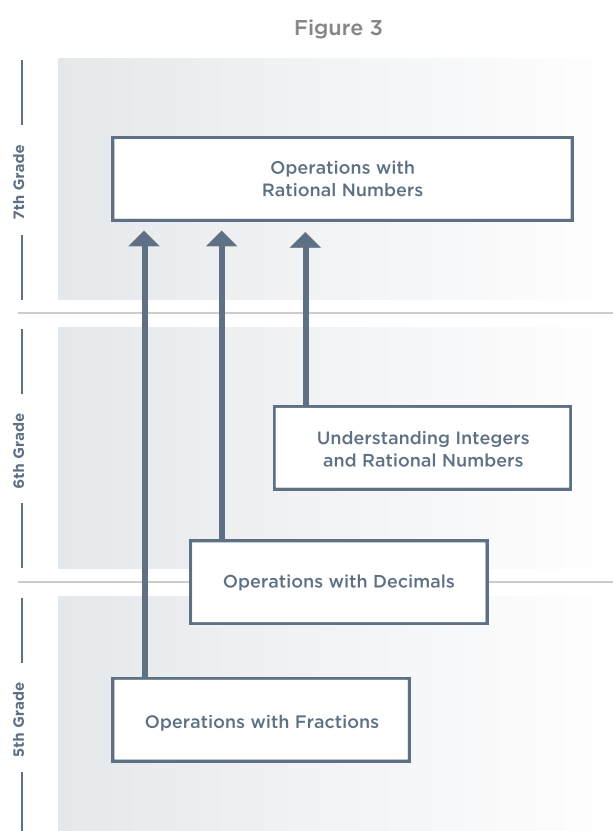 Figure 3
7th Grade
Operations with
Rational Numbers
6th Grade
Understanding Integers
and Rational Numbers
Operations with Decimals
5th Grade
Operations with Fractions